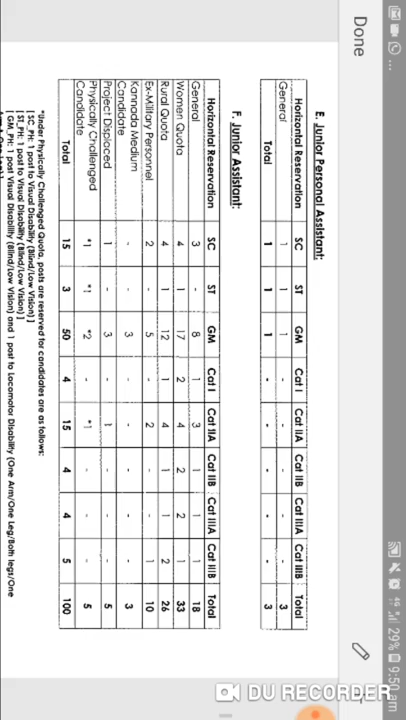 Done
E. Junior Personal Assistant:
Horizontal Reservation SC ST GM Cat I Cat IIA Cat IIB Cat IIIA Cat IIIB Total
General 1 1 1 - - - - - 3
Total 1 1 1 - - - - - 3
F. Junior Assistant:
Horizontal Reservation SC ST GM Cat I Cat IIA Cat IIB Cat IIIA Cat IIIB Total
General 3 - 8 1 3 1 1 1 18
Women Quota 4 1 17 2 4 2 2 1 33
Rural Quota 4 1 12 1 4 1 1 2 26
Ex-Military Personnel 2 - 5 - 2 - - 1 10
Kannada Medium
Candidate - - 3 - - - - - 3
Project Displaced 1 - 3 - 1 - - - 5
Physically Challenged
Candidate *1 *1 *2 - *1 - - - 5
Total 15 3 50 4 15 4 4 5 100
*Under Physically Challenged Quota, posts are reserved for candidates are as follows:
[ SC_PH: 1 post to Visual Disability (Blind/Low Vision) ]
[ ST_PH: 1 post to Visual Disability (Blind/Low Vision) ]
[ GM_PH: 1 post Visual Disability (Blind/Low Vision) and 1 post to Locomotor Disability (One Arm/One Leg/Both legs/One
29% 9:50 am
DU RECORDER